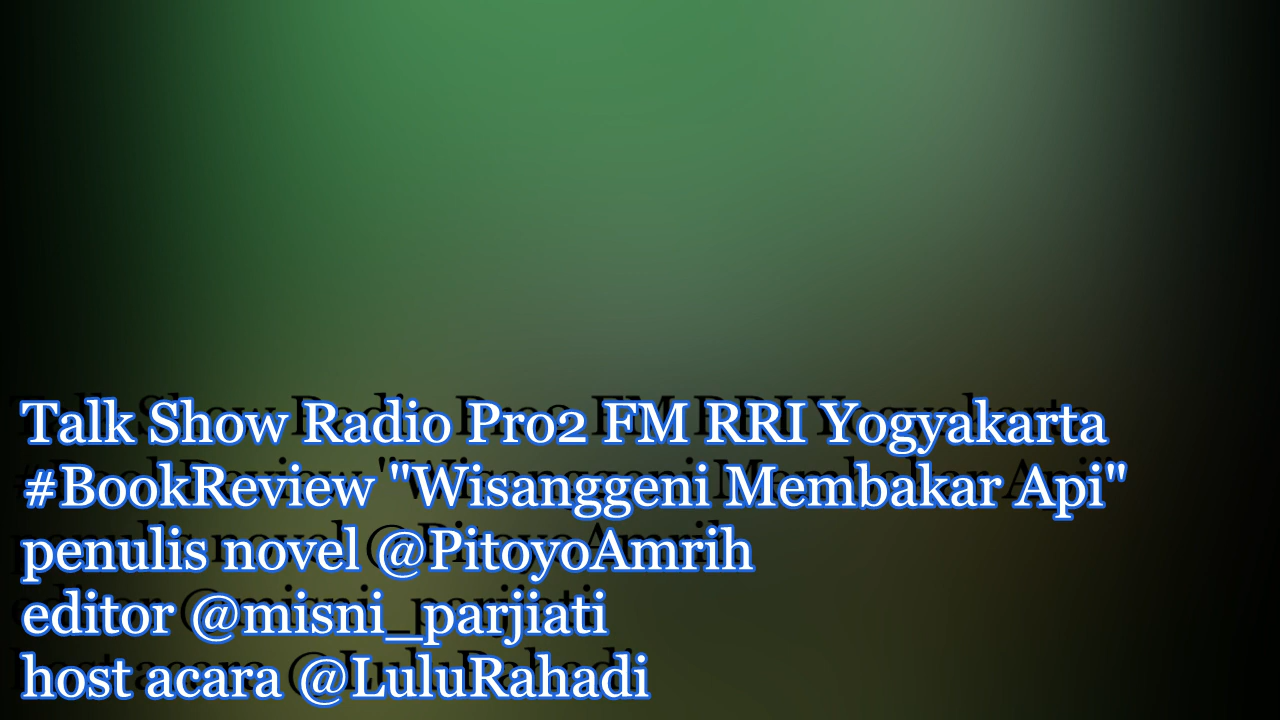 Talk Show Radio Pro2 FM RRI Yogyakarta
#BookReview "Wisanggeni Membakar Api"
penulis novel @PitoyoAmrih
editor @misni_parjiati
host acara @LuluRahadi